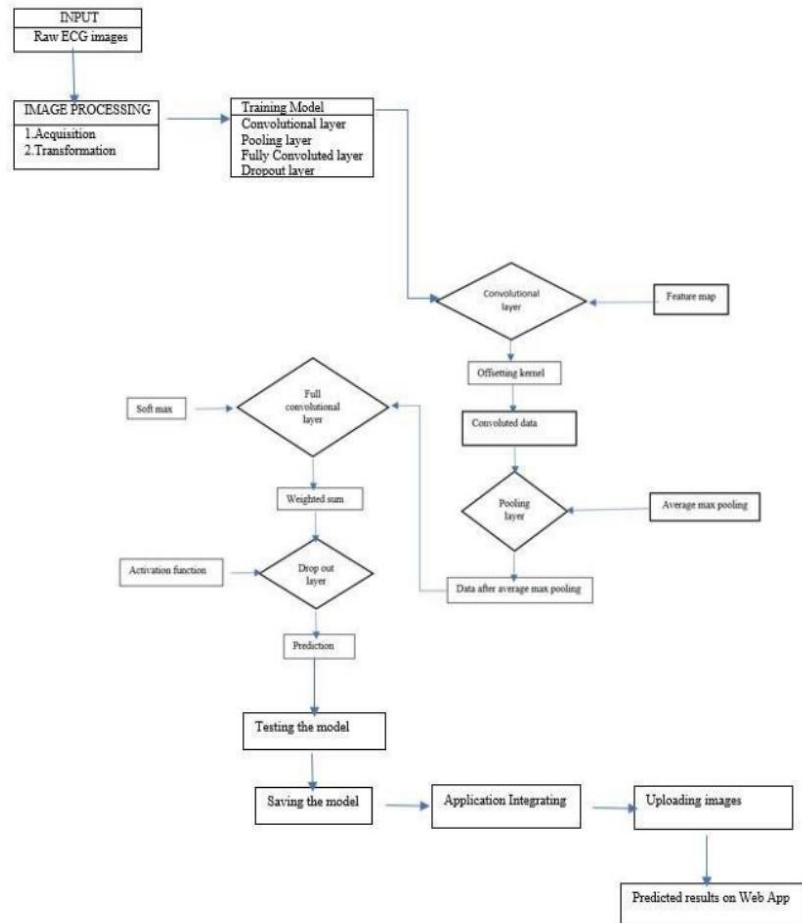 INPUT
Raw ECG images
IMAGE PROCESSING
1.Acquisition
2.Transformation
Training Model
Convolutional layer
Pooling layer
Fully Convoluted layer
Dropout layer
Convolutional
layer
Feature map
Offsetting kernel
Convoluted data
Pooling
layer
Average max pooling
Data after average max pooling
Full
convolutional
layer
Soft max
Weighted sum
Drop out
layer
Activation function
Prediction
Testing the model
Saving the model
Application Integrating
Uploading images
Predicted results on Web App